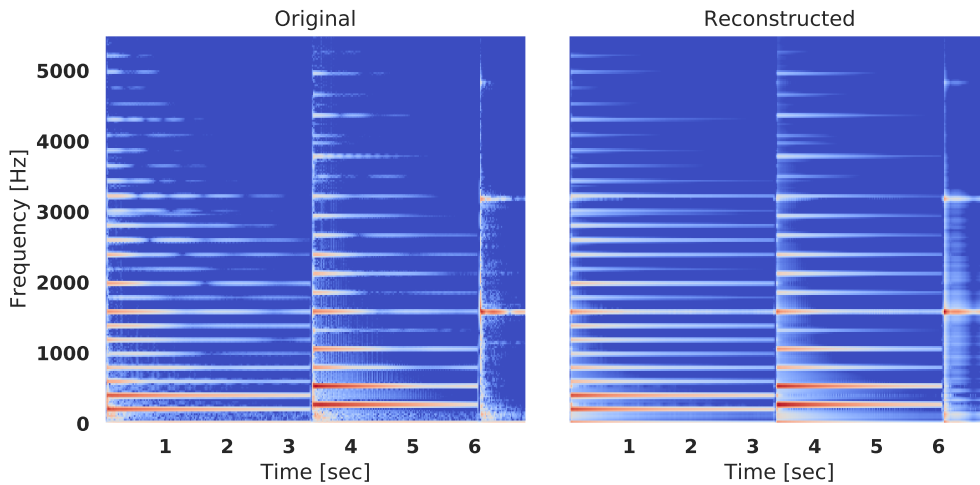 Original
Reconstructed
Frequency [Hz]
5000
4000
3000
2000
1000
0
1 2 3 4 5 6
1 2 3 4 5 6
Time [sec]
Time [sec]